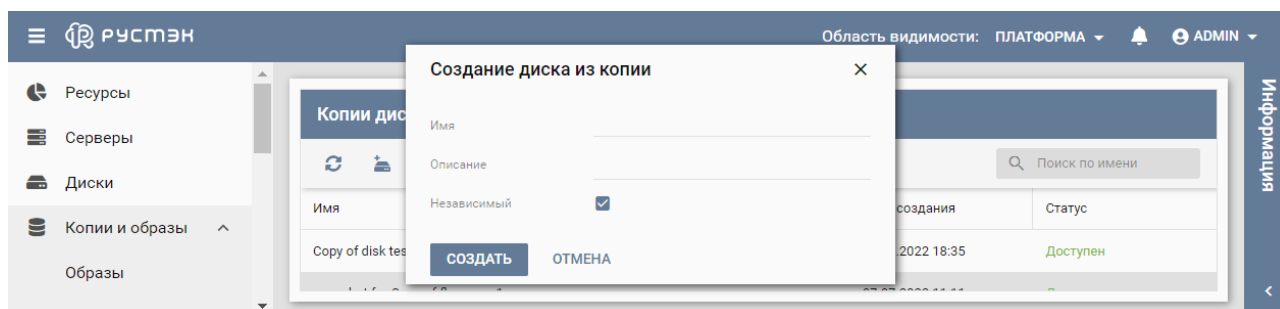 РУСТЭК
Область видимости: ПЛАТФОРМА
ADMIN
Создание диска из копии
Ресурсы
Информация
Копии дис
Имя
Серверы
Описание
Поиск по имени
Диски
Независимый
Имя
создания
Статус
Копии и образы
Copy of disk tes
.2022 18:35
Доступен
СОЗДАТЬ
ОТМЕНА
Образы